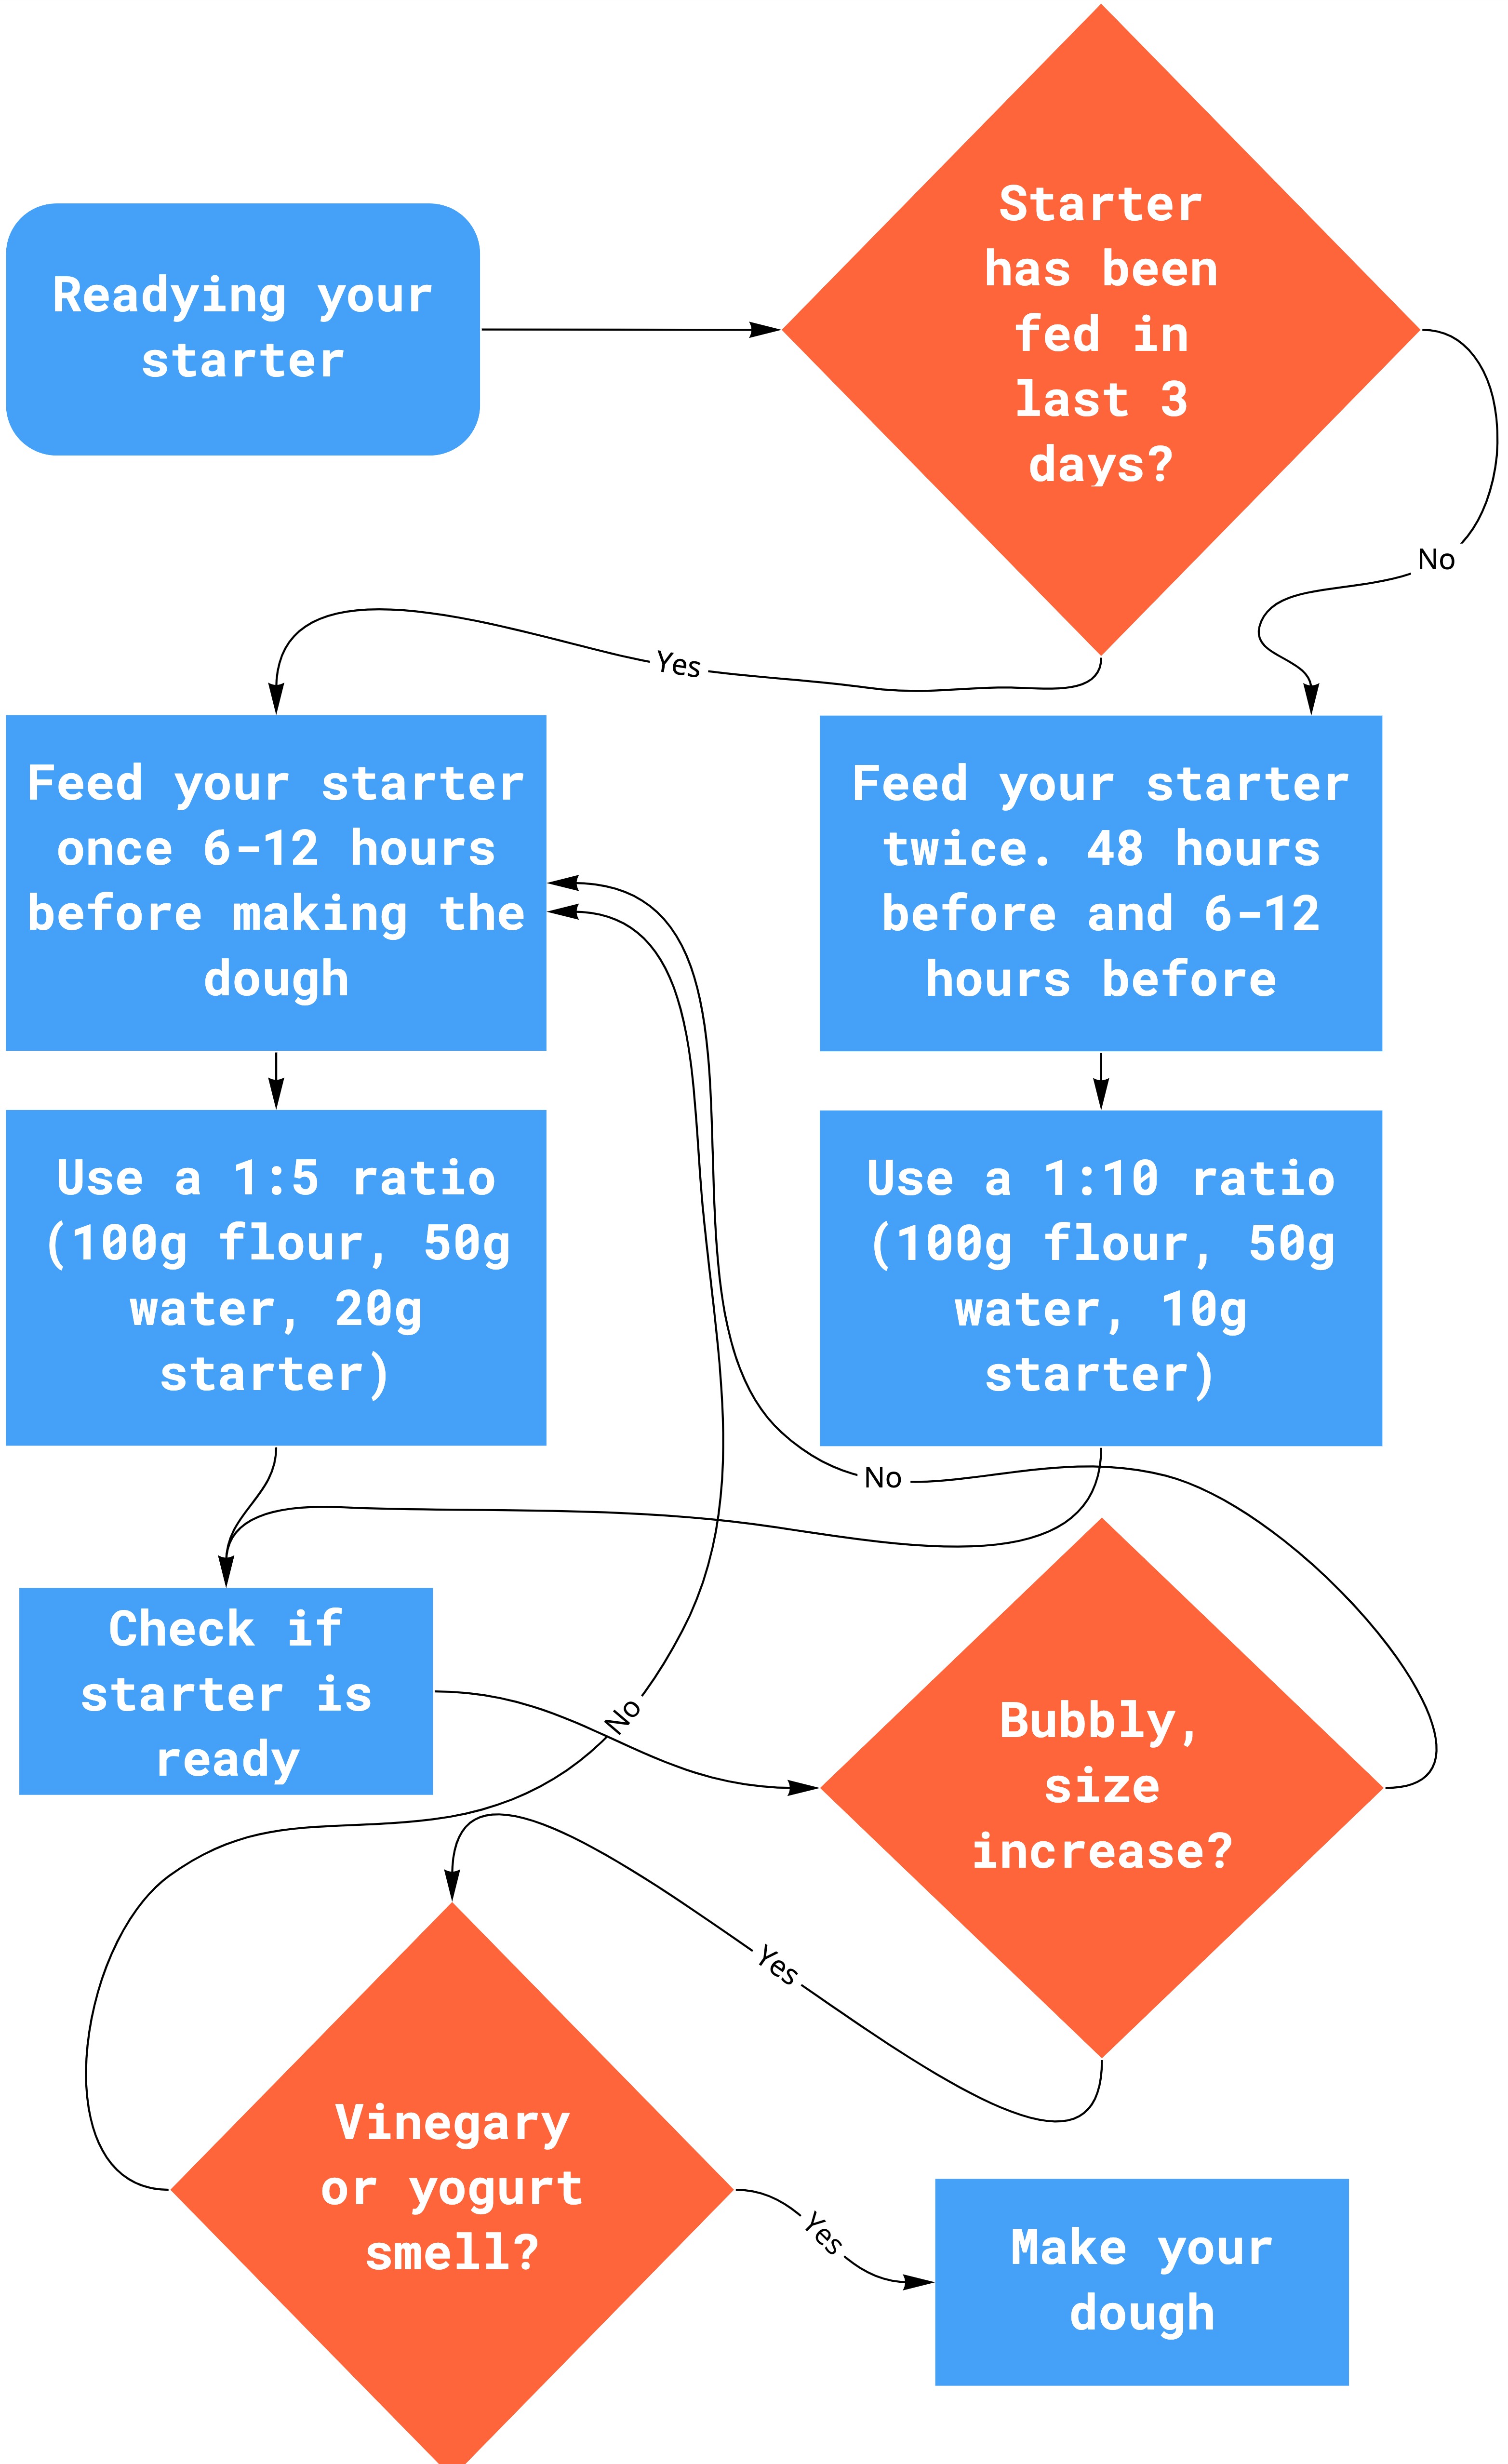 Readying your
starter
Starter
has been
fed in
last 3
days?
No
Yes
Feed your starter
once 6-12 hours
before making the
dough
Feed your starter
twice. 48 hours
before and 6-12
hours before
Use a 1:5 ratio
(100g flour, 50g
water, 20g
starter)
Use a 1:10 ratio
(100g flour, 50g
water, 10g
starter)
No
Check if
starter is
ready
No
Bubbly,
size
increase?
Yes
Vinegary
or yogurt
smell?
Yes
Make your
dough